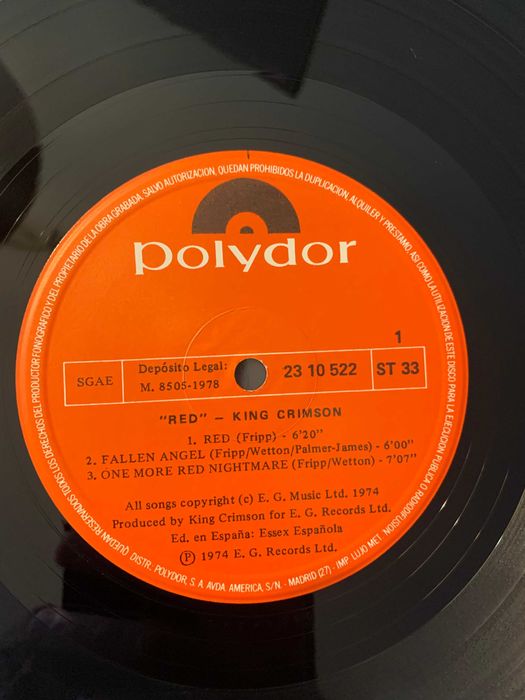 RESERVADOS TODOS LOS DERECHOS DEL PRODUCTOR FONOGRAFICO Y DEL PROPIETARIO DE LA OBRA GRABADA. SALVO AUTORIZACION, QUEDAN PROHIBIDOS LA DUPLICACION, ALQUILER Y PRESTAMO, ASI COMO LA UTILIZACION DE ESTE DISCO PARA LA EJECUCION PUBLICA O RADIODIFUSION
polydor
1
SGAE
Depósito Legal:
M. 8505-1978
23 10 522
ST 33
"RED" - KING CRIMSON
1. RED (Fripp) - 6'20"
2. FALLEN ANGEL (Fripp/Wetton/Palmer-James) - 6'00"
3. ONE MORE RED NIGHTMARE (Fripp/Wetton) - 7'07"
All songs copyright (c) E. G. Music Ltd. 1974
Produced by King Crimson for E. G. Records Ltd.
Ed. en España: Essex Española
Ⓟ 1974 E. G. Records Ltd.
DISTR. POLYDOR, S. A. AVDA. AMERICA, S/N. - MADRID (27) - IMP. LUJO MET.